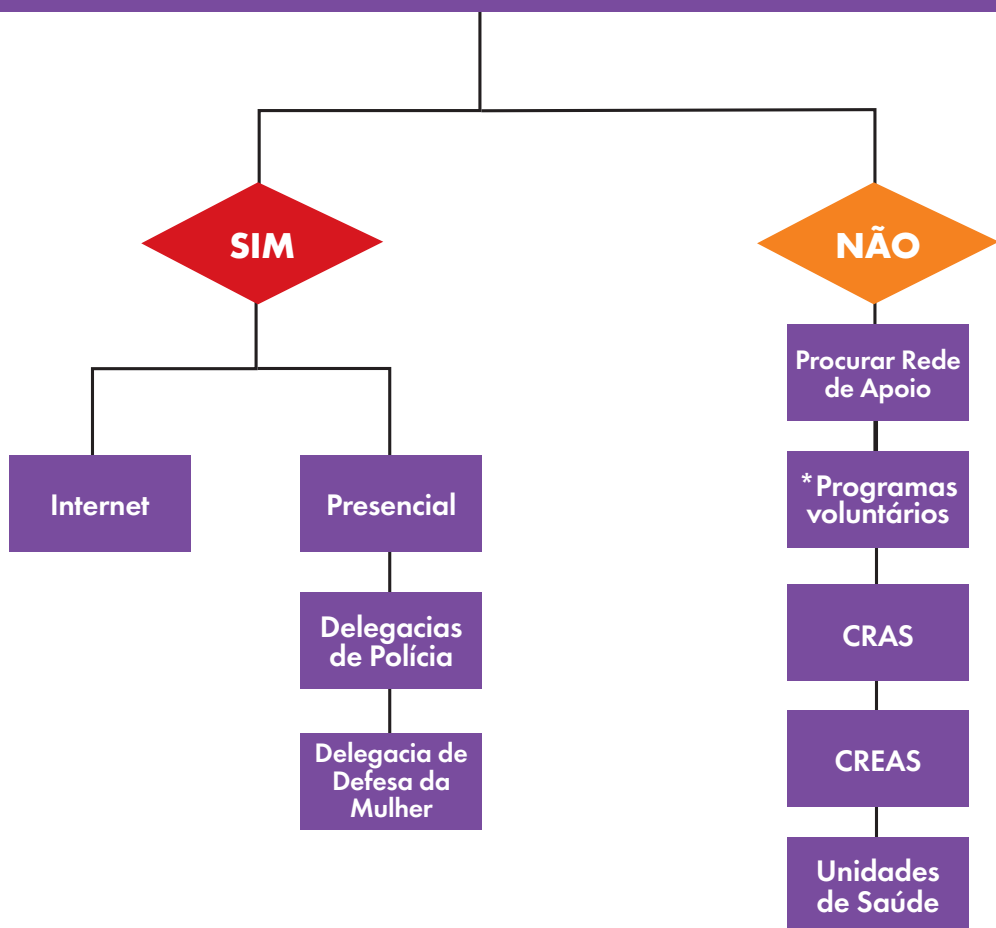 SIM
NÃO
Internet
Presencial
Delegacias
de Polícia
Delegacia de
Defesa da
Mulher
Procurar Rede
de Apoio
*Programas
voluntários
CRAS
CREAS
Unidades
de Saúde